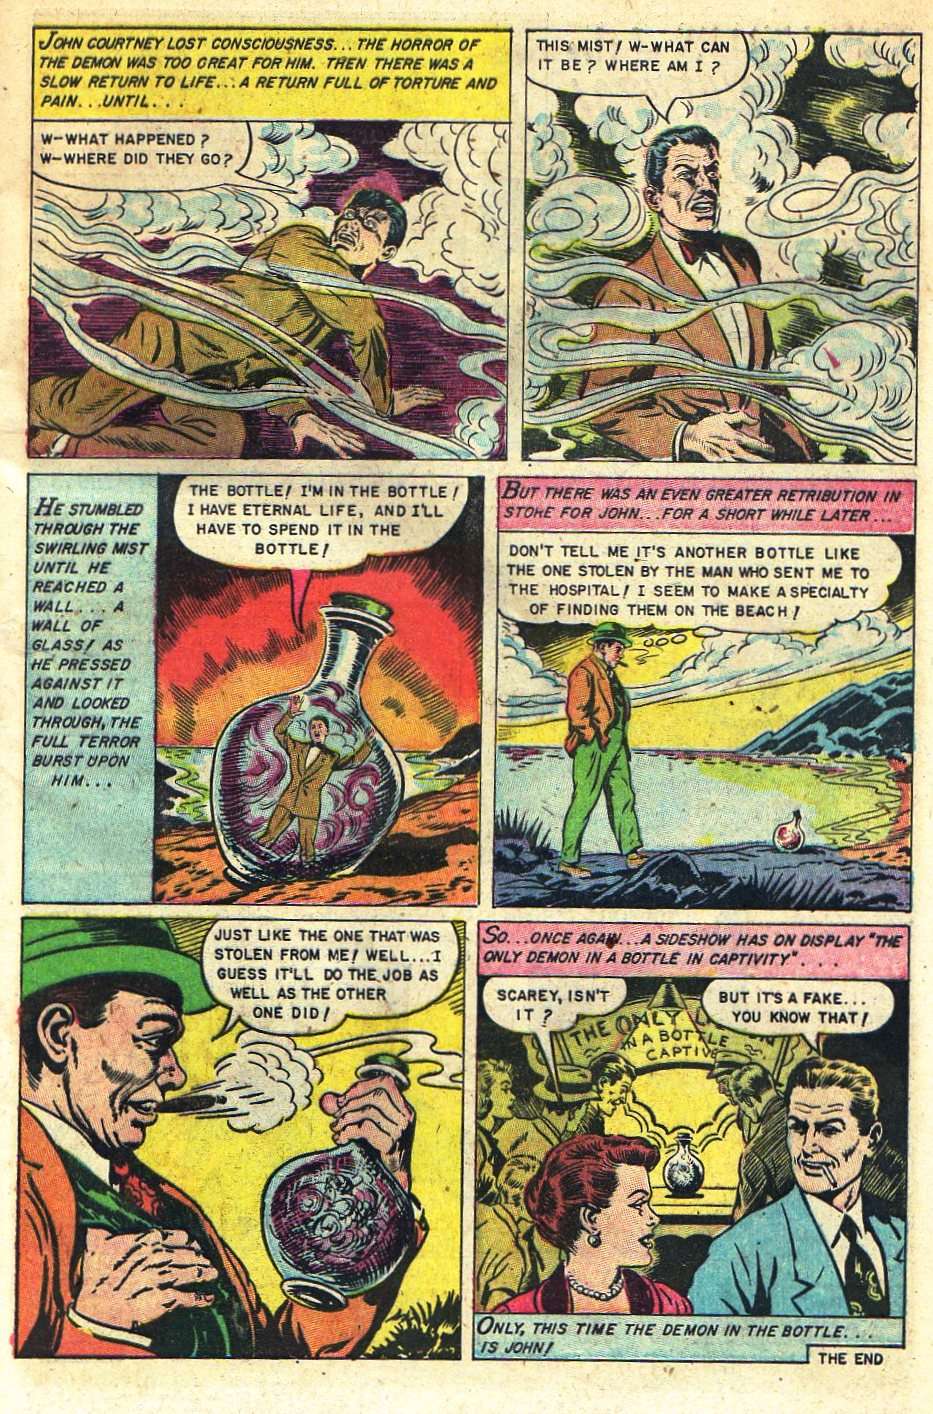 JOHN COURTNEY LOST CONSCIOUSNESS... THE HORROR OF
THE DEMON WAS TOO GREAT FOR HIM. THEN THERE WAS A
SLOW RETURN TO LIFE... A RETURN FULL OF TORTURE AND
PAIN...UNTIL...
W-WHAT HAPPENED?
W-WHERE DID THEY GO?
THIS MIST! W-WHAT CAN
IT BE? WHERE AM I?
HE STUMBLED
THROUGH THE
SWIRLING MIST
UNTIL HE
REACHED A
WALL... A
WALL OF
GLASS! AS
HE PRESSED
AGAINST IT
AND LOOKED
THROUGH, THE
FULL TERROR
BURST UPON
HIM...
THE BOTTLE! I'M IN THE BOTTLE!
I HAVE ETERNAL LIFE, AND I'LL
HAVE TO SPEND IT IN THE
BOTTLE!
BUT THERE WAS AN EVEN GREATER RETRIBUTION IN
STORE FOR JOHN...FOR A SHORT WHILE LATER...
DON'T TELL ME IT'S ANOTHER BOTTLE LIKE
THE ONE STOLEN BY THE MAN WHO SENT ME TO
THE HOSPITAL! I SEEM TO MAKE A SPECIALTY
OF FINDING THEM ON THE BEACH!
JUST LIKE THE ONE THAT WAS
STOLEN FROM ME! WELL...I
GUESS IT'LL DO THE JOB AS
WELL AS THE OTHER
ONE DID!
SO...ONCE AGAIN...A SIDESHOW HAS ON DISPLAY "THE
ONLY DEMON IN A BOTTLE IN CAPTIVITY"...
SCAREY, ISN'T
IT?
BUT IT'S A FAKE...
YOU KNOW THAT!
THE ONLY
IN A BOTTLE
ONLY, THIS TIME THE DEMON IN THE BOTTLE...
IS JOHN!
THE END